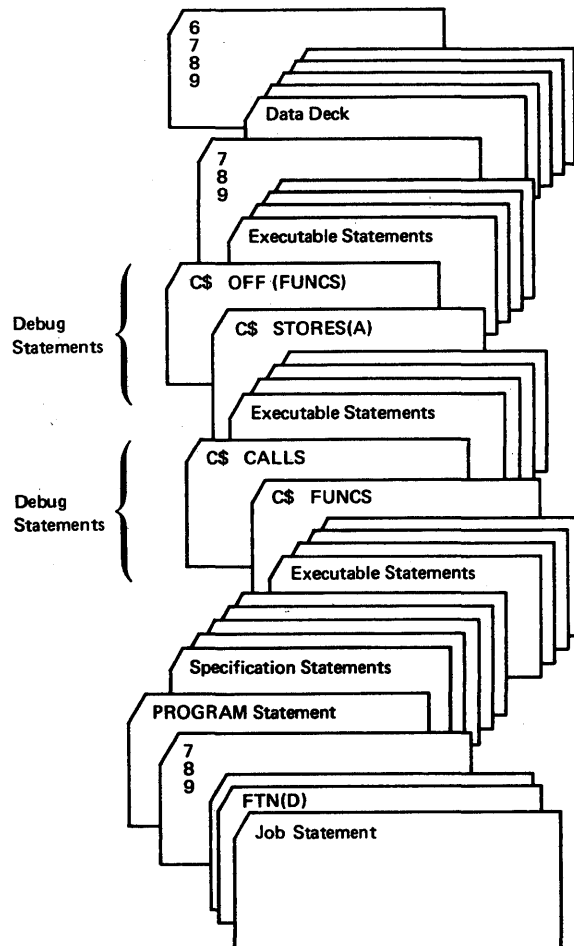 6
7
8
9
Data Deck
7
8
9
Executable Statements
C$ OFF (FUNCS)
Debug
Statements
C$ STORES(A)
Executable Statements
C$ CALLS
Debug
Statements
C$ FUNCS
Executable Statements
Specification Statements
PROGRAM Statement
7
8
9
FTN(D)
Job Statement